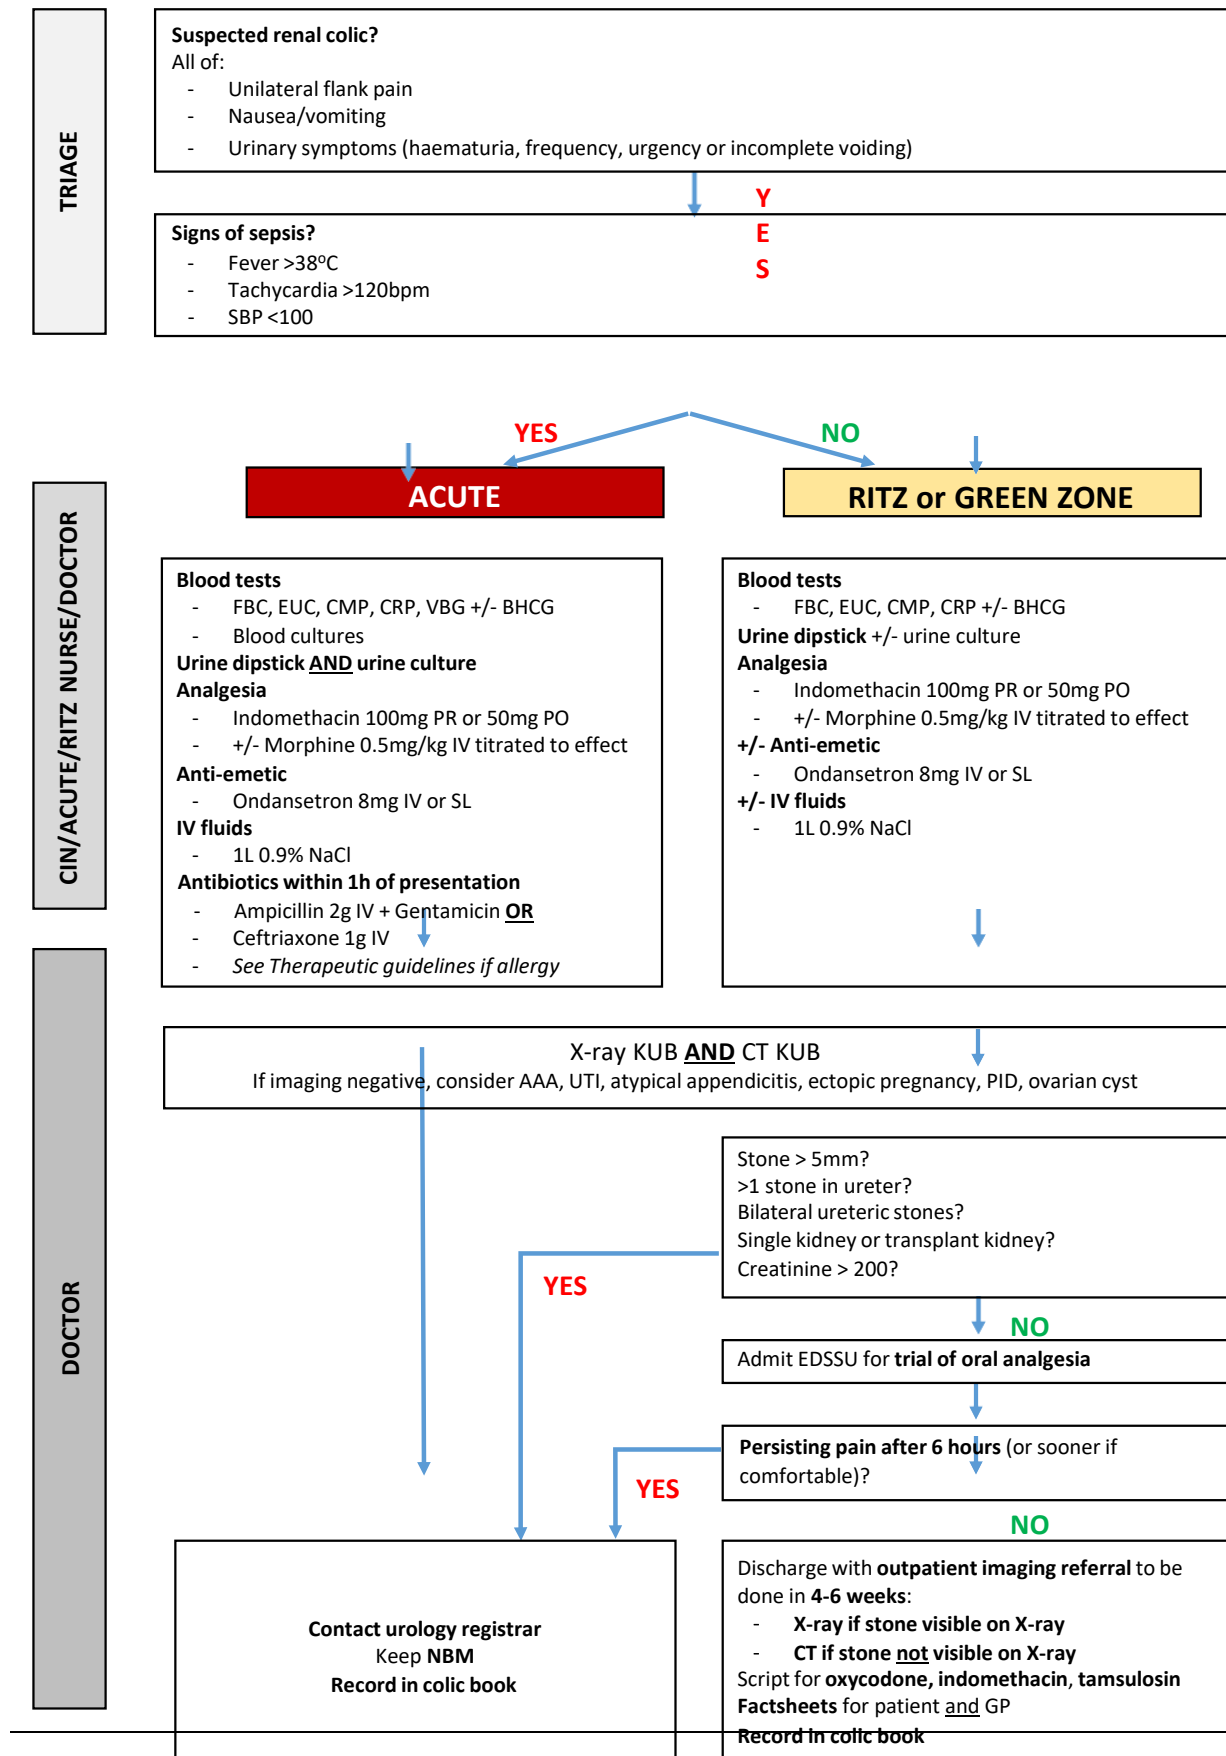 TRIAGE
Suspected renal colic?
All of:
- Unilateral flank pain
- Nausea/vomiting
- Urinary symptoms (haematuria, frequency, urgency or incomplete voiding)
Y
E
S
Signs of sepsis?
- Fever >38°C
- Tachycardia >120bpm
- SBP <100
YES
NO
CIN/ACUTE/RITZ NURSE/DOCTOR
ACUTE
Blood tests
- FBC, EUC, CMP, CRP, VBG +/- BHCG
- Blood cultures
Urine dipstick AND urine culture
Analgesia
- Indomethacin 100mg PR or 50mg PO
- +/- Morphine 0.5mg/kg IV titrated to effect
Anti-emetic
- Ondansetron 8mg IV or SL
IV fluids
- 1L 0.9% NaCl
Antibiotics within 1h of presentation
- Ampicillin 2g IV + Gentamicin OR
- Ceftriaxone 1g IV
- See Therapeutic guidelines if allergy
RITZ or GREEN ZONE
Blood tests
- FBC, EUC, CMP, CRP +/- BHCG
Urine dipstick +/- urine culture
Analgesia
- Indomethacin 100mg PR or 50mg PO
- +/- Morphine 0.5mg/kg IV titrated to effect
+/- Anti-emetic
- Ondansetron 8mg IV or SL
+/- IV fluids
- 1L 0.9% NaCl
DOCTOR
X-ray KUB AND CT KUB
If imaging negative, consider AAA, UTI, atypical appendicitis, ectopic pregnancy, PID, ovarian cyst
Stone > 5mm?
>1 stone in ureter?
Bilateral ureteric stones?
Single kidney or transplant kidney?
Creatinine > 200?
YES
NO
Admit EDSSU for trial of oral analgesia
Persisting pain after 6 hours (or sooner if
comfortable)?
YES
NO
Contact urology registrar
Keep NBM
Record in colic book
Discharge with outpatient imaging referral to be
done in 4-6 weeks:
- X-ray if stone visible on X-ray
- CT if stone not visible on X-ray
Script for oxycodone, indomethacin, tamsulosin
Factsheets for patient and GP
Record in colic book